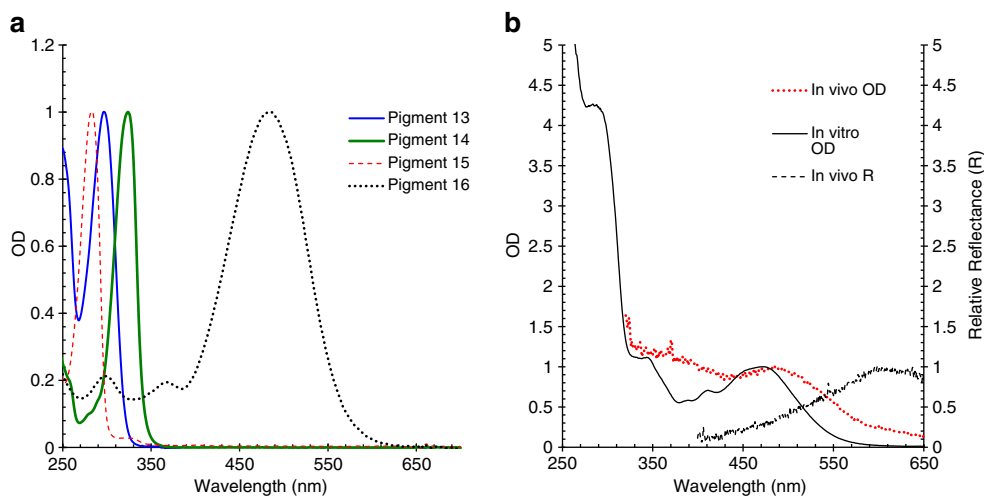 a
1.2
1
0.8
0.6
0.4
0.2
0
OD
250
350
450
550
650
Wavelength (nm)
Pigment 13
Pigment 14
Pigment 15
Pigment 16
b
5
4.5
4
3.5
3
2.5
2
1.5
1
0.5
0
OD
250
350
450
550
650
Wavelength (nm)
In vivo OD
In vitro
OD
In vivo R
5
4.5
4
3.5
3
2.5
2
1.5
1
0.5
0
Relative Reflectance (R)